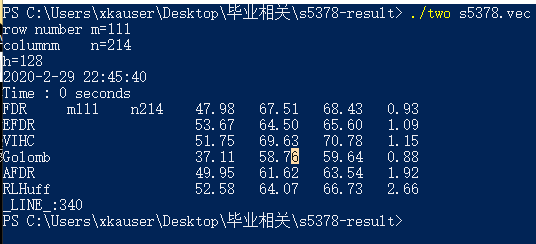 PS C:\Users\xkauser\Desktop\毕业相关\s5378-result> ./two s5378.vec
row number m=111
columnm    n=214
h=128
2020-2-29 22:45:40
Time : 0 seconds
FDR     m111     n214     47.98   67.51   68.43   0.93
EFDR                      53.67   64.50   65.60   1.09
VIHC                      51.75   69.63   70.78   1.15
Golomb                    37.11   58.76   59.64   0.88
AFDR                      49.95   61.62   63.54   1.92
RLHuff                    52.58   64.07   66.73   2.66
_LINE_:340
PS C:\Users\xkauser\Desktop\毕业相关\s5378-result>